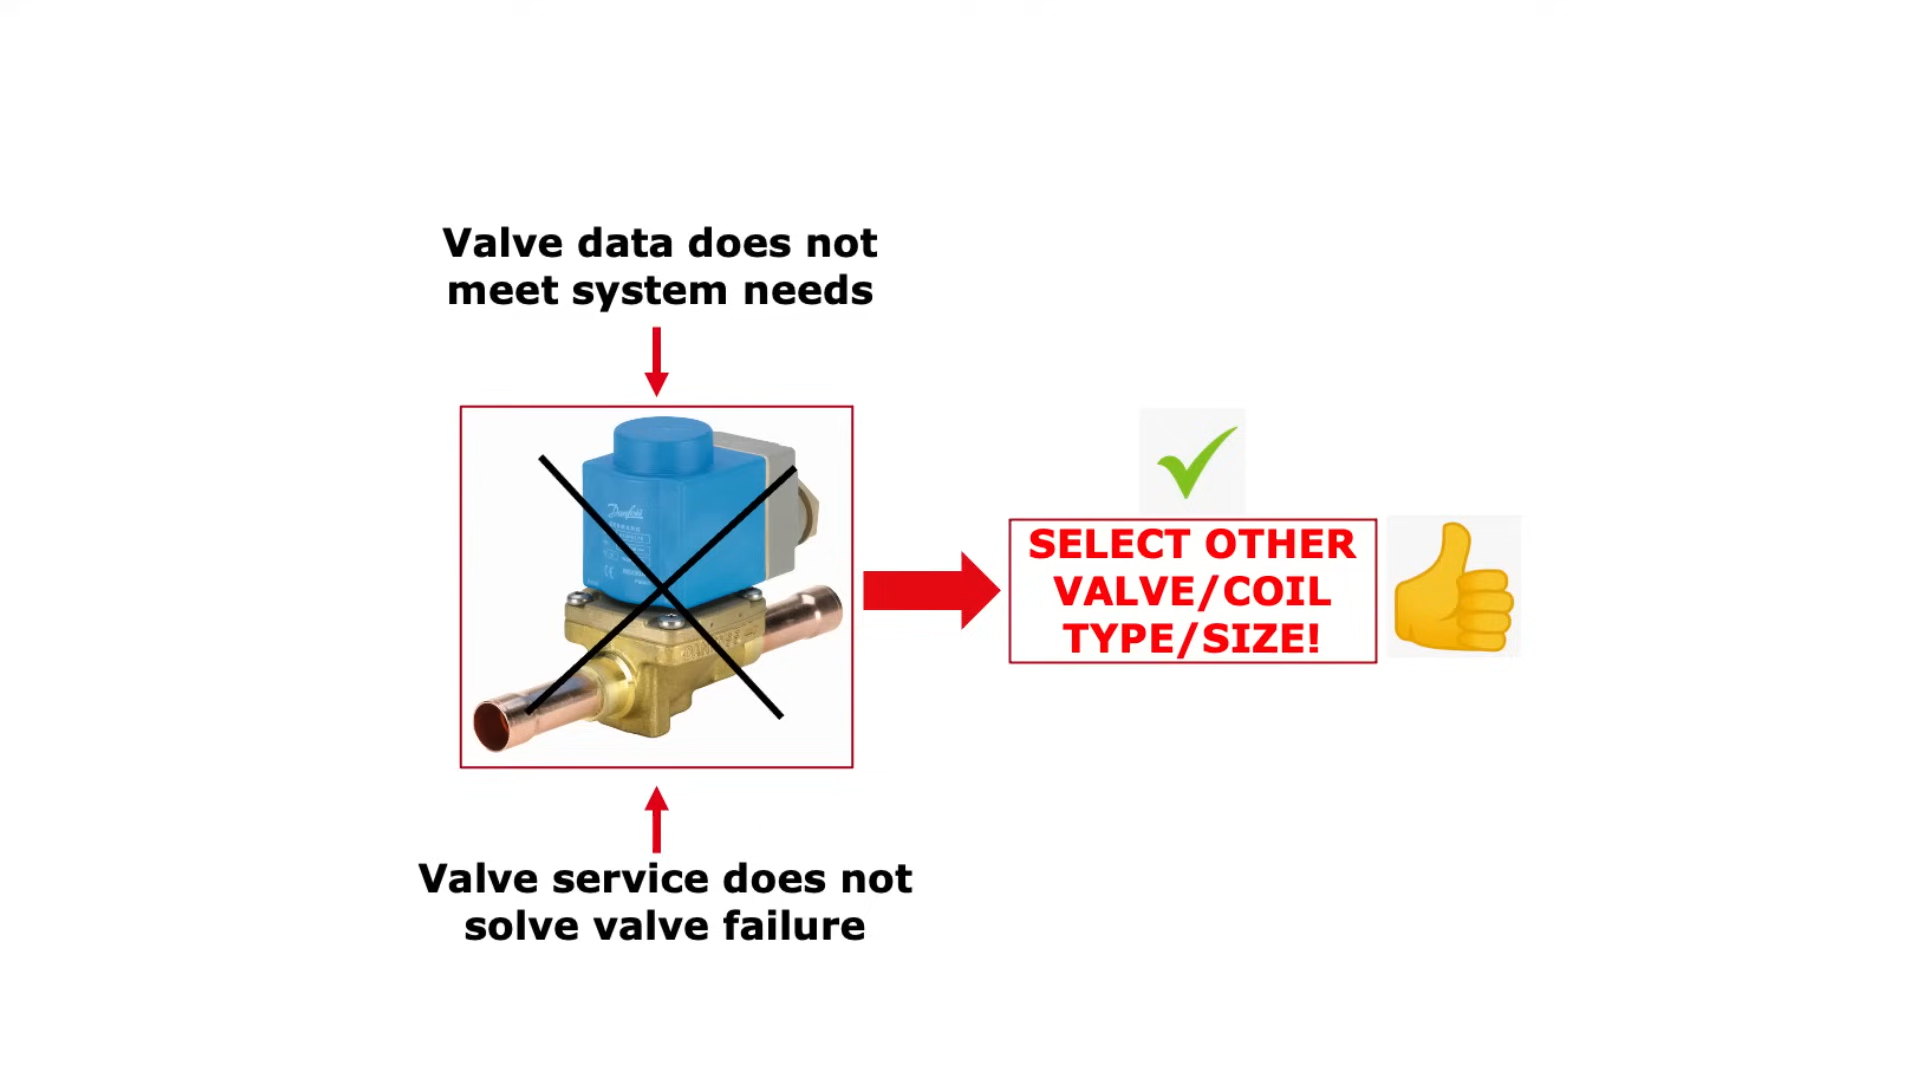 Valve data does not
meet system needs
Danfoss
SELECT OTHER
VALVE/COIL
TYPE/SIZE!
Valve service does not
solve valve failure